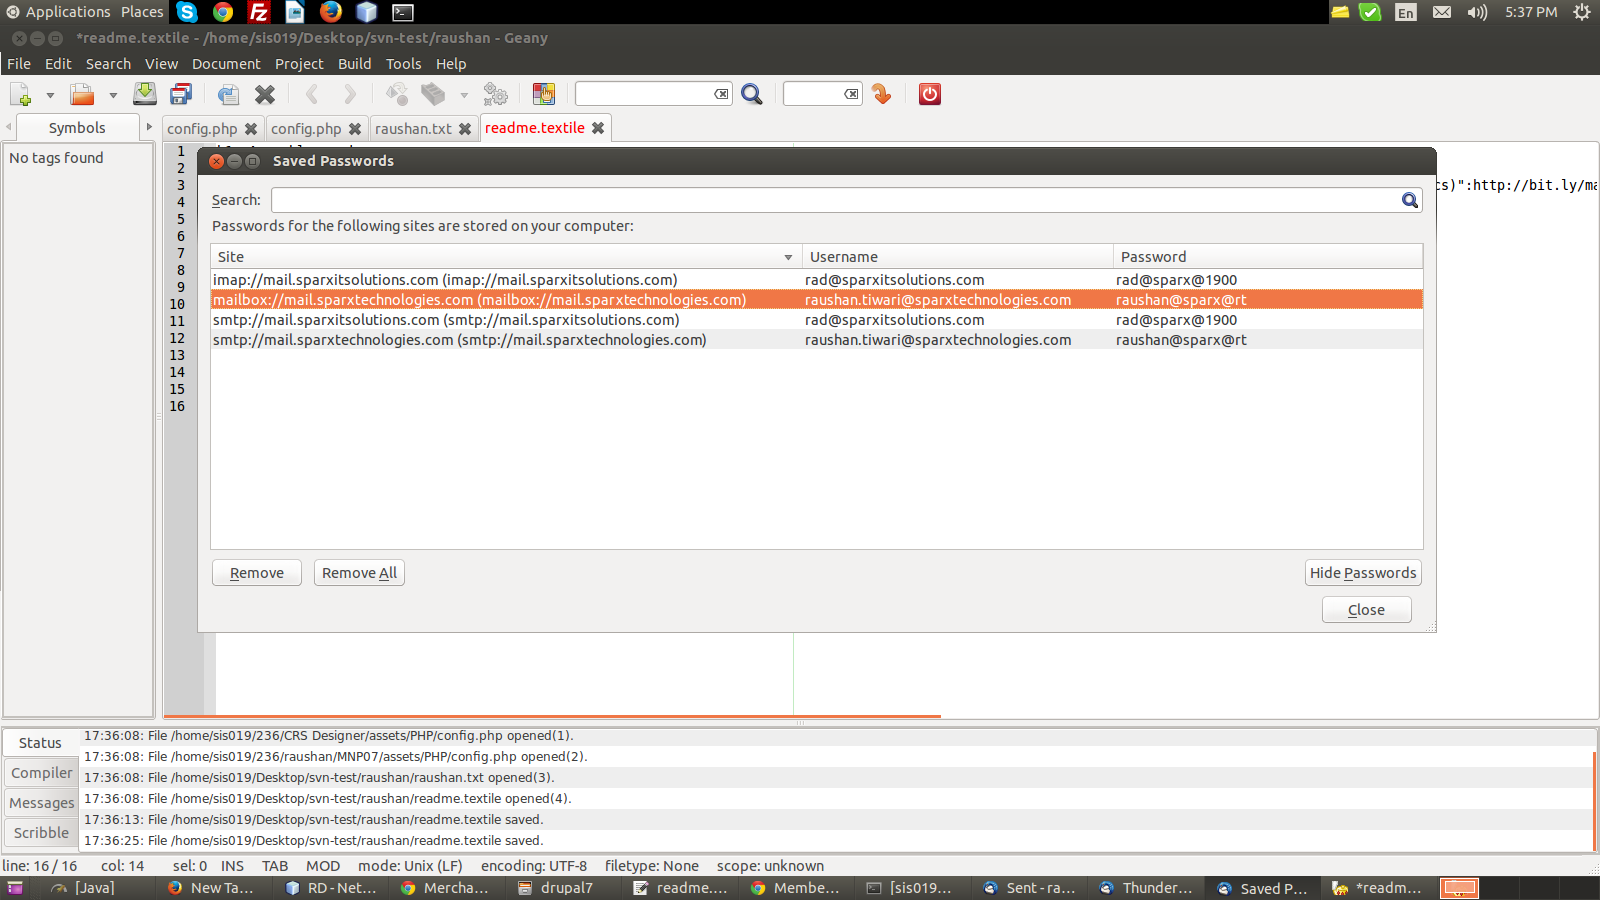 Applications Places En 5:37 PM
*readme.textile - /home/sis019/Desktop/svn-test/raushan - Geany
File Edit Search View Document Project Build Tools Help
Symbols config.php config.php raushan.txt readme.textile
No tags found
1
2
3 cs)":http://bit.ly/ma
4
5
6
7
8
9
10
11
12
13
14
15
16
Saved Passwords
Search:
Passwords for the following sites are stored on your computer:
Site Username Password
imap://mail.sparxitsolutions.com (imap://mail.sparxitsolutions.com) rad@sparxitsolutions.com rad@sparx@1900
mailbox://mail.sparxtechnologies.com (mailbox://mail.sparxtechnologies.com) raushan.tiwari@sparxtechnologies.com raushan@sparx@rt
smtp://mail.sparxitsolutions.com (smtp://mail.sparxitsolutions.com) rad@sparxitsolutions.com rad@sparx@1900
smtp://mail.sparxtechnologies.com (smtp://mail.sparxtechnologies.com) raushan.tiwari@sparxtechnologies.com raushan@sparx@rt
Remove Remove All Hide Passwords
Close
Status
Compiler
Messages
Scribble
17:36:08: File /home/sis019/236/CRS Designer/assets/PHP/config.php opened(1).
17:36:08: File /home/sis019/236/raushan/MNP07/assets/PHP/config.php opened(2).
17:36:08: File /home/sis019/Desktop/svn-test/raushan/raushan.txt opened(3).
17:36:08: File /home/sis019/Desktop/svn-test/raushan/readme.textile opened(4).
17:36:13: File /home/sis019/Desktop/svn-test/raushan/readme.textile saved.
17:36:25: File /home/sis019/Desktop/svn-test/raushan/readme.textile saved.
line: 16 / 16 col: 14 sel: 0 INS TAB MOD mode: Unix (LF) encoding: UTF-8 filetype: None scope: unknown
[Java] New Ta... RD - Net... Mercha... drupal7 readme.... Membe... [sis019... Sent - ra... Thunder... Saved P... *readm...